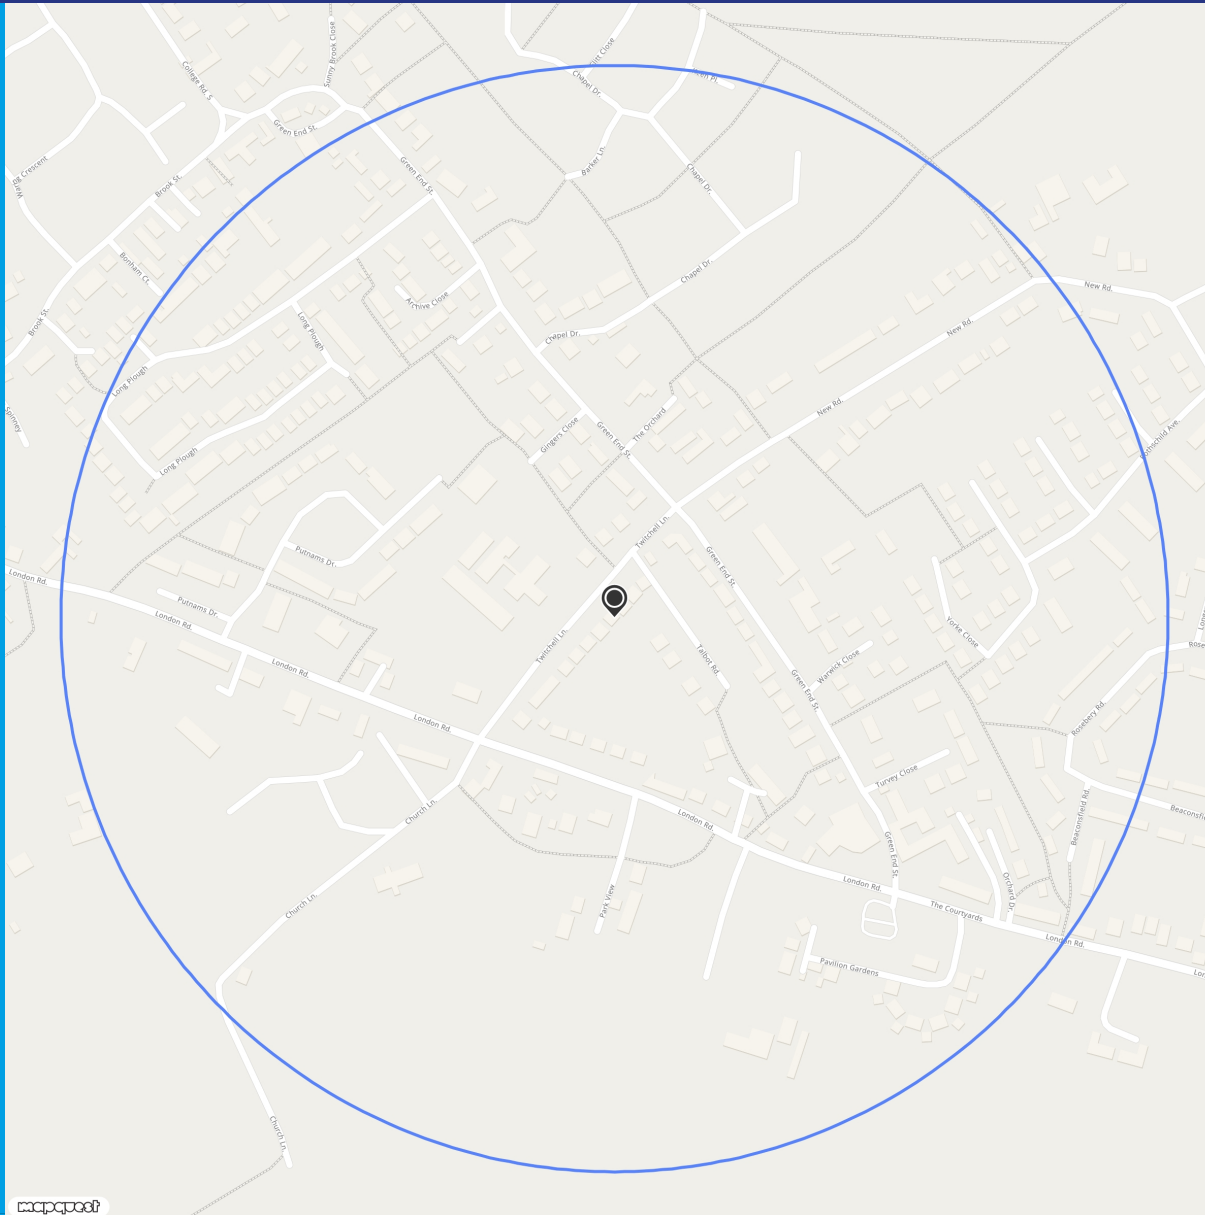 Sunny Brook Close
College Rd. S
Chapel Dr.
Green End St.
Green End St.
Barker Ln.
Chapel Dr.
Brook St.
Bonham Ct.
Chapel Dr.
Archive Close
New Rd.
Brook St.
Long Plough
Chapel Dr.
New Rd.
Long Plough
New Rd.
Spinney
Gingers Close
Green End St.
The Orchard
Long Plough
Twitchell Ln.
Putnams Dr.
Green End St.
London Rd.
Putnams Dr.
London Rd.
Twitchell Ln.
Talbot Rd.
Yorke Close
London Rd.
Green End St.
Warwick Close
London Rd.
Rosebery Rd.
Turvey Close
Church Ln.
London Rd.
Beaconsfield Rd.
Green End St.
London Rd.
Orchard Dr.
Church Ln.
Park View
The Courtyards
London Rd.
Pavilion Gardens
Church Ln.
mapquest